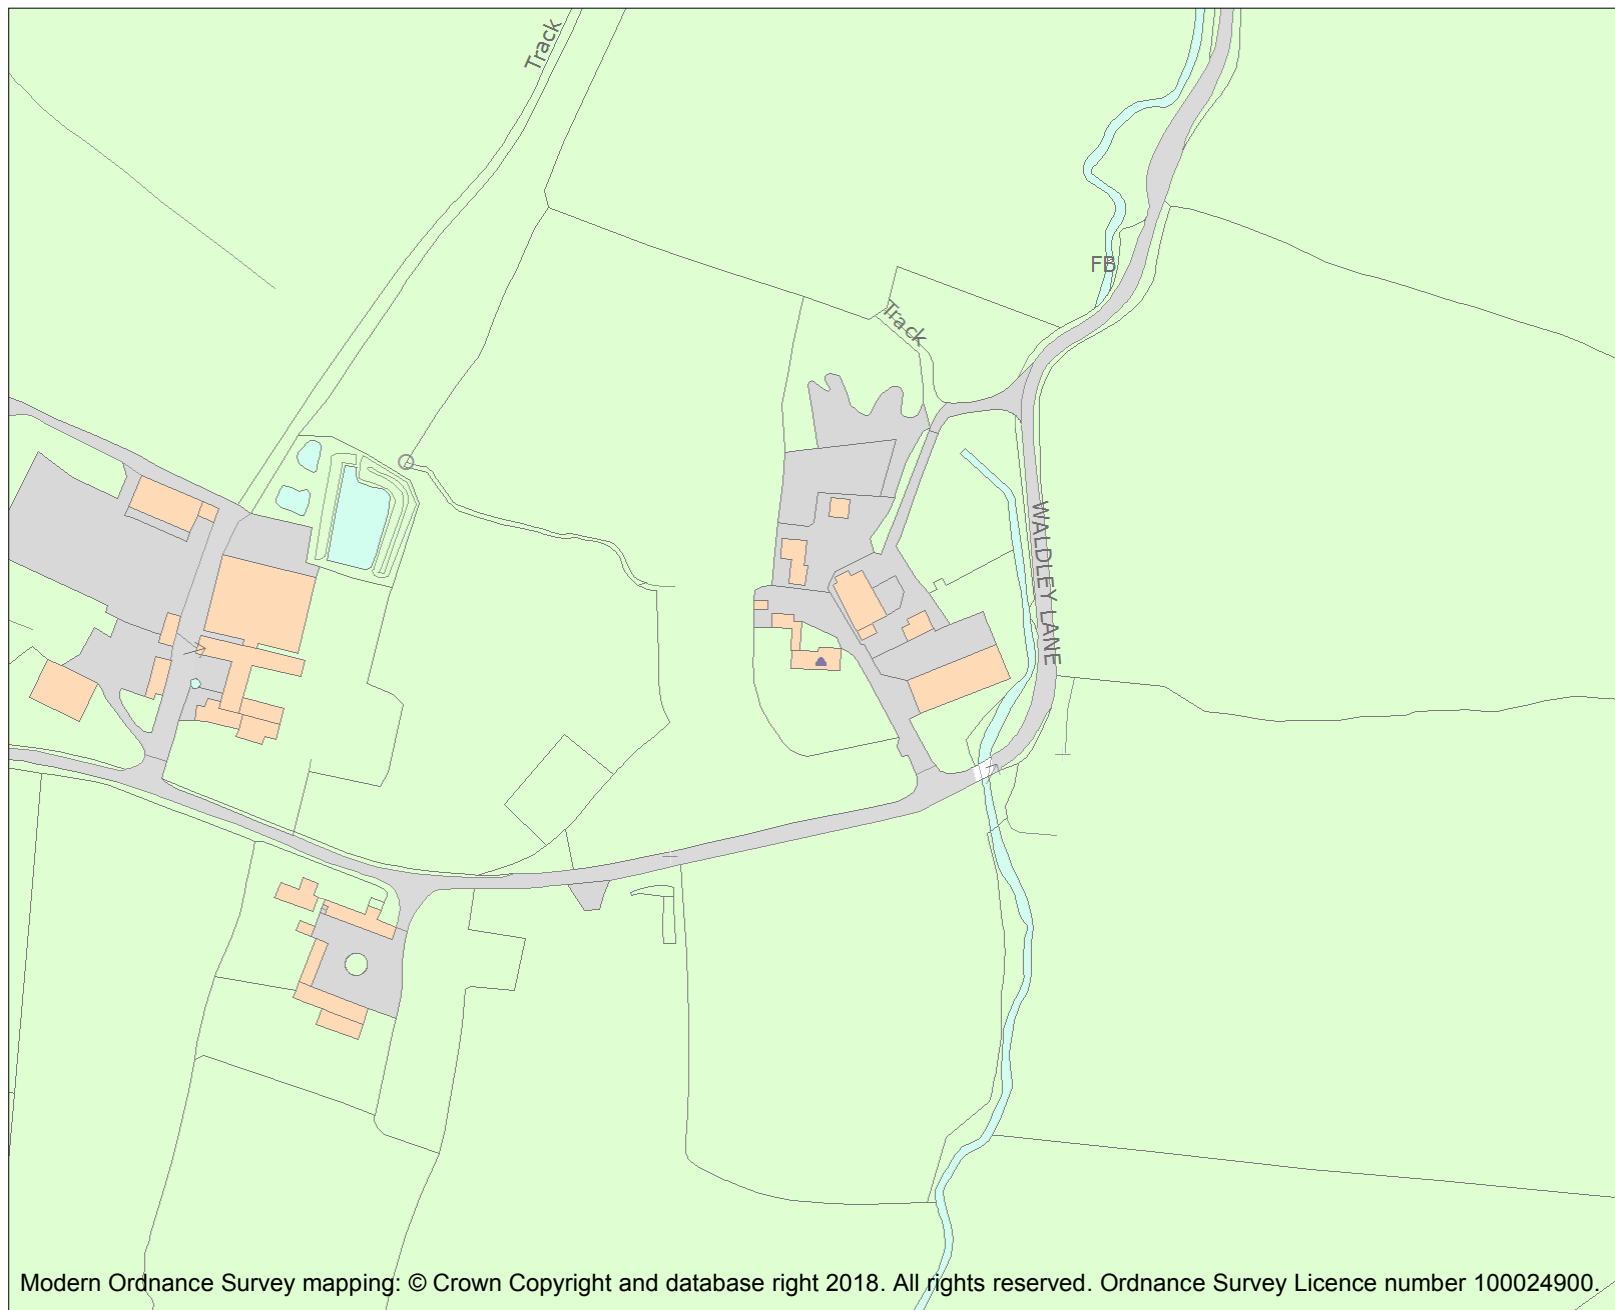 Track
FB
Track
WALDLEY LANE
Modern Ordnance Survey mapping: © Crown Copyright and database right 2018. All rights reserved. Ordnance Survey Licence number 100024900.